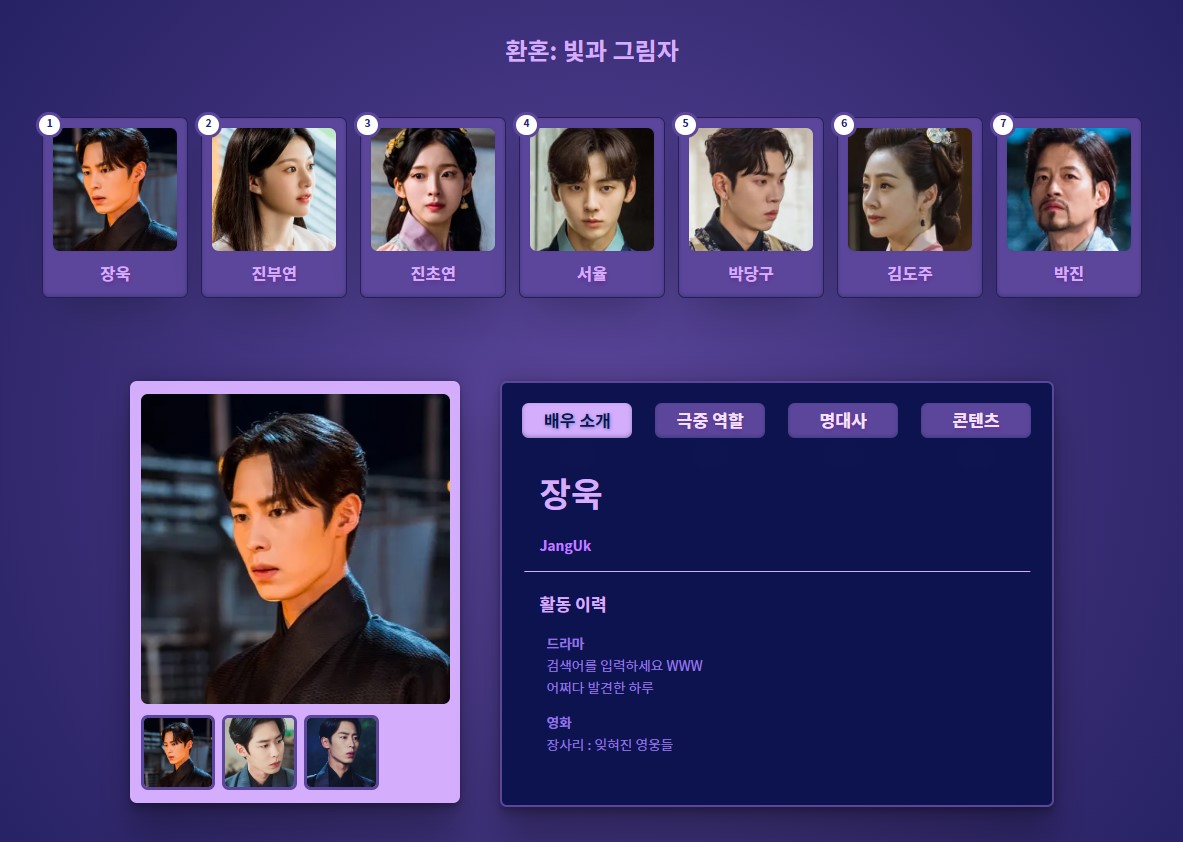 환혼: 빛과 그림자
1
2
3
4
5
6
7
장욱
진부연
진초연
서율
박당구
김도주
박진
배우 소개
극중 역할
명대사
콘텐츠
장욱
JangUk
활동 이력
드라마
검색어를 입력하세요 WWW
어쩌다 발견한 하루
영화
장사리 : 잊혀진 영웅들